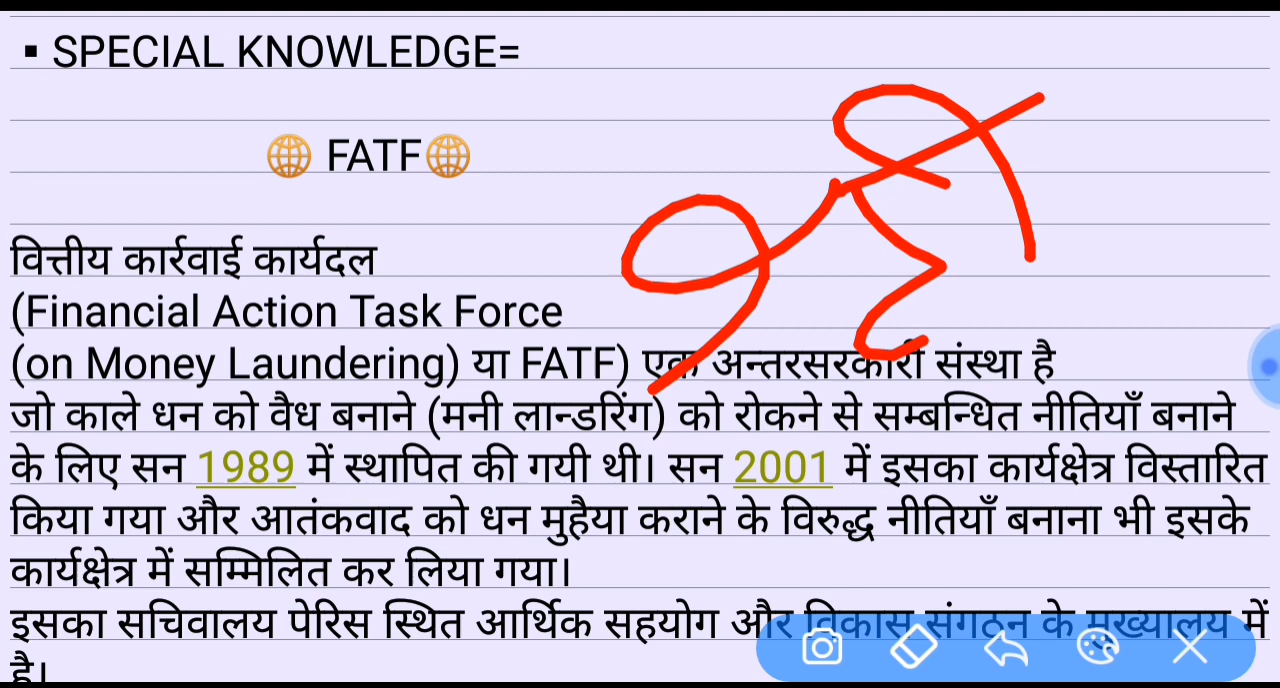 ▪ SPECIAL KNOWLEDGE=
🌐 FATF🌐
वित्तीय कार्रवाई कार्यदल
(Financial Action Task Force
(on Money Laundering) या FATF) एक अन्तरसरकारी संस्था है
जो काले धन को वैध बनाने (मनी लान्डरिंग) को रोकने से सम्बन्धित नीतियाँ बनाने
के लिए सन 1989 में स्थापित की गयी थी। सन 2001 में इसका कार्यक्षेत्र विस्तारित
किया गया और आतंकवाद को धन मुहैया कराने के विरुद्ध नीतियाँ बनाना भी इसके
कार्यक्षेत्र में सम्मिलित कर लिया गया।
इसका सचिवालय पेरिस स्थित आर्थिक सहयोग और विकास संगठन के मुख्यालय में
है।